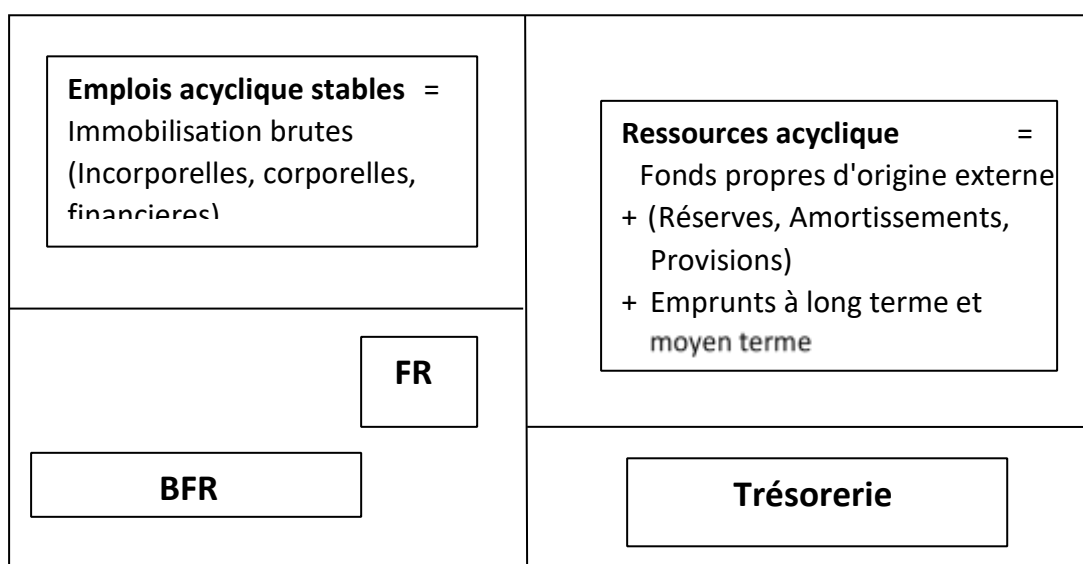 Emplois acyclique stables =
Immobilisation brutes
(Incorporelles, corporelles,
financieres)
Ressources acyclique =
Fonds propres d'origine externe
+ (Réserves, Amortissements,
Provisions)
+ Emprunts à long terme et
moyen terme
FR
BFR
Trésorerie